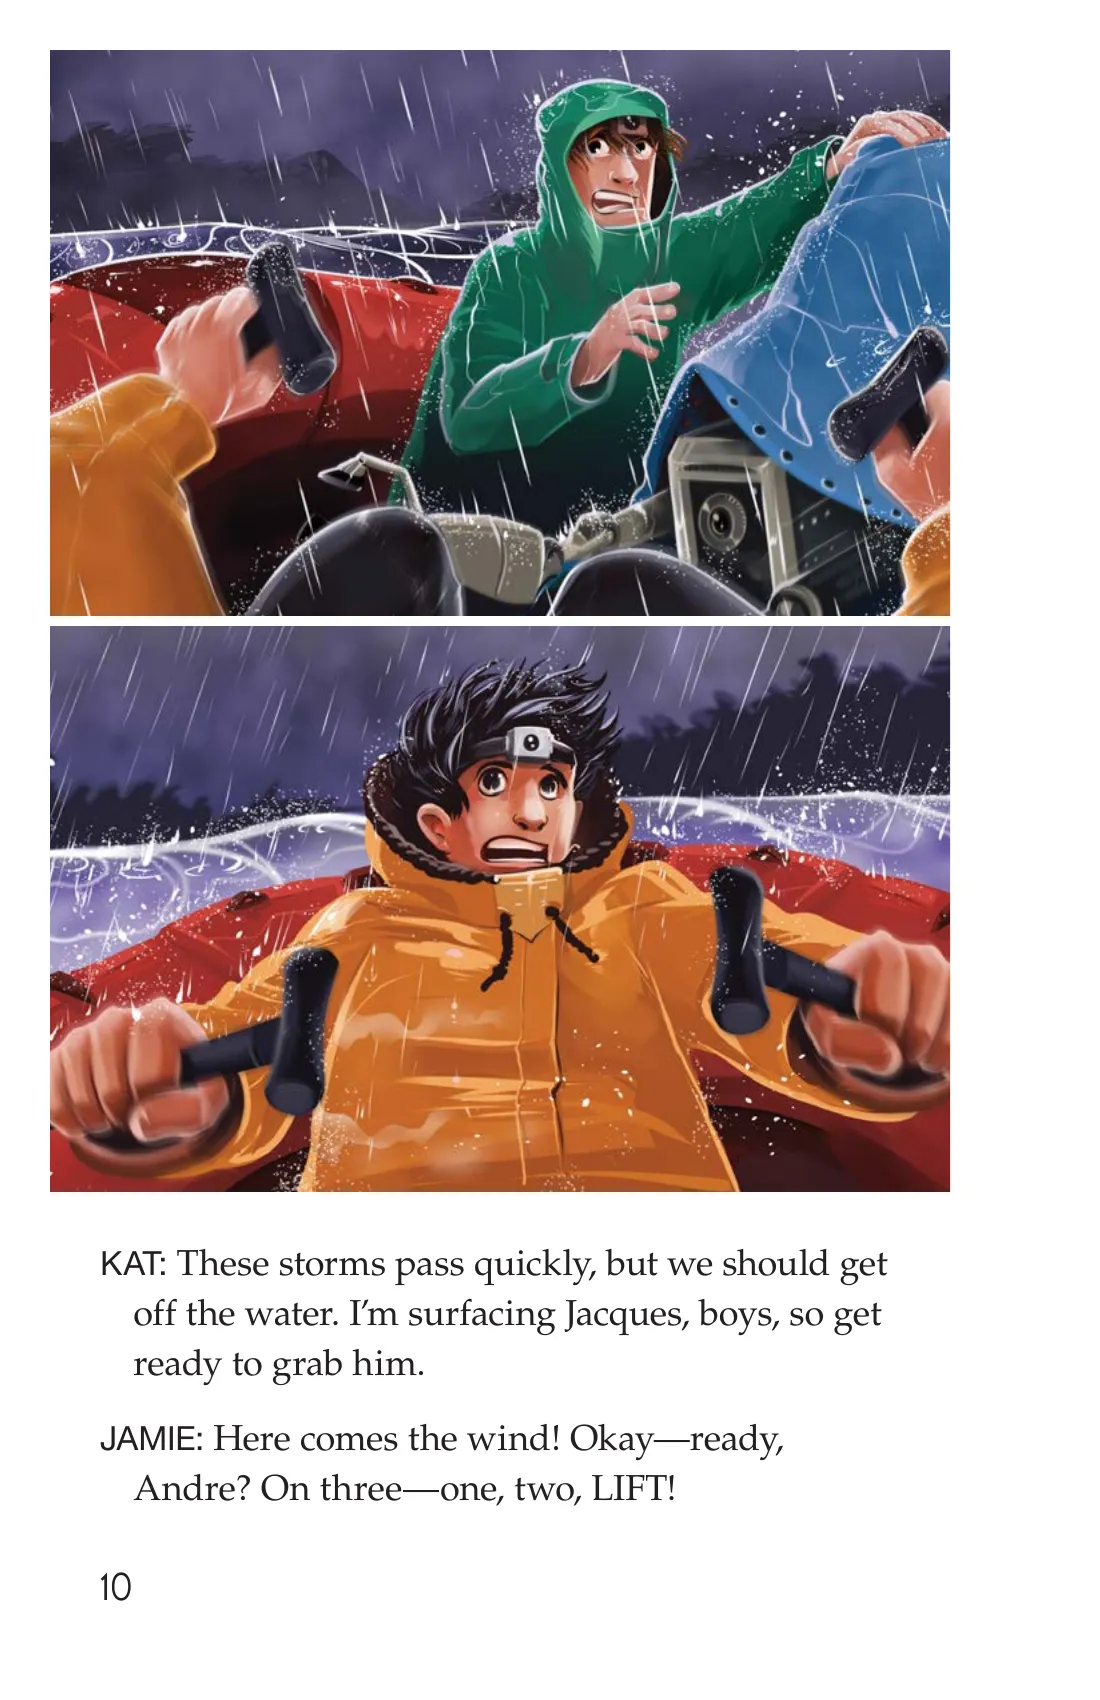 KAT: These storms pass quickly, but we should get
off the water. I’m surfacing Jacques, boys, so get
ready to grab him.
JAMIE: Here comes the wind! Okay—ready,
Andre? On three—one, two, LIFT!
10